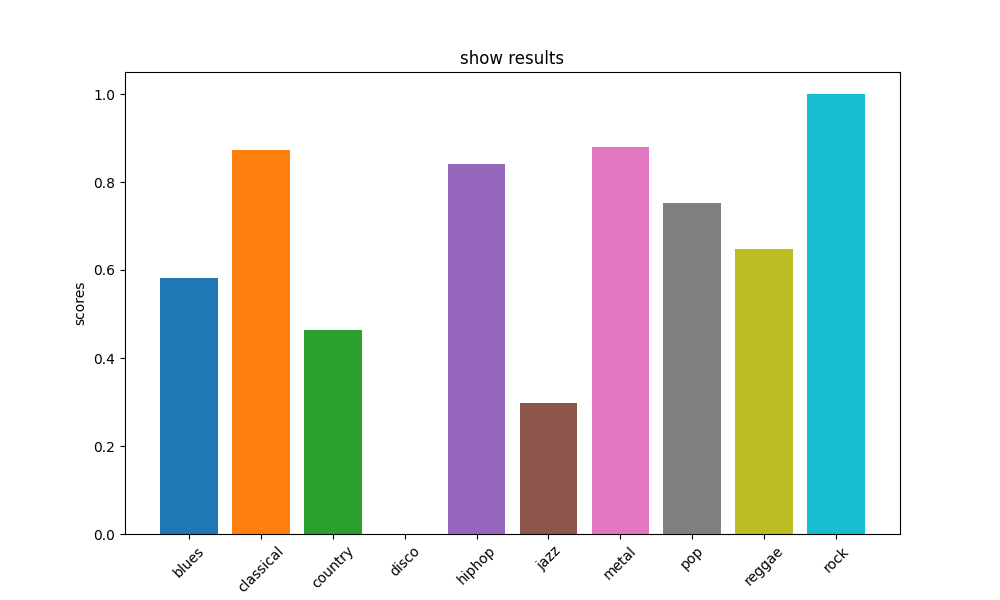 show results
scores
1.0
0.8
0.6
0.4
0.2
0.0
blues
classical
country
disco
hiphop
jazz
metal
pop
reggae
rock